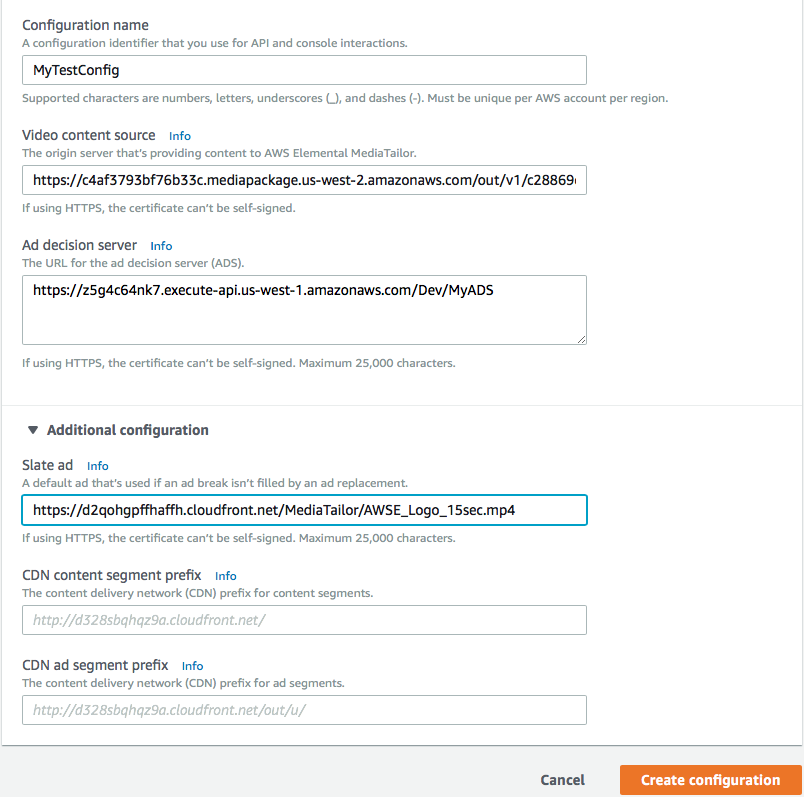 Configuration name
A configuration identifier that you use for API and console interactions.
MyTestConfig
Supported characters are numbers, letters, underscores (_), and dashes (-). Must be unique per AWS account per region.
Video content source Info
The origin server that's providing content to AWS Elemental MediaTailor.
https://c4af3793bf76b33c.mediapackage.us-west-2.amazonaws.com/out/v1/c28869
If using HTTPS, the certificate can't be self-signed.
Ad decision server Info
The URL for the ad decision server (ADS).
https://z5g4c64nk7.execute-api.us-west-1.amazonaws.com/Dev/MyADS
If using HTTPS, the certificate can't be self-signed. Maximum 25,000 characters.
Additional configuration
Slate ad Info
A default ad that's used if an ad break isn't filled by an ad replacement.
https://d2qohgpffhaffh.cloudfront.net/MediaTailor/AWSE_Logo_15sec.mp4
If using HTTPS, the certificate can't be self-signed. Maximum 25,000 characters.
CDN content segment prefix Info
The content delivery network (CDN) prefix for content segments.
http://d328sbqhqz9a.cloudfront.net/
CDN ad segment prefix Info
The content delivery network (CDN) prefix for ad segments.
http://d328sbqhqz9a.cloudfront.net/out/u/
Cancel Create configuration